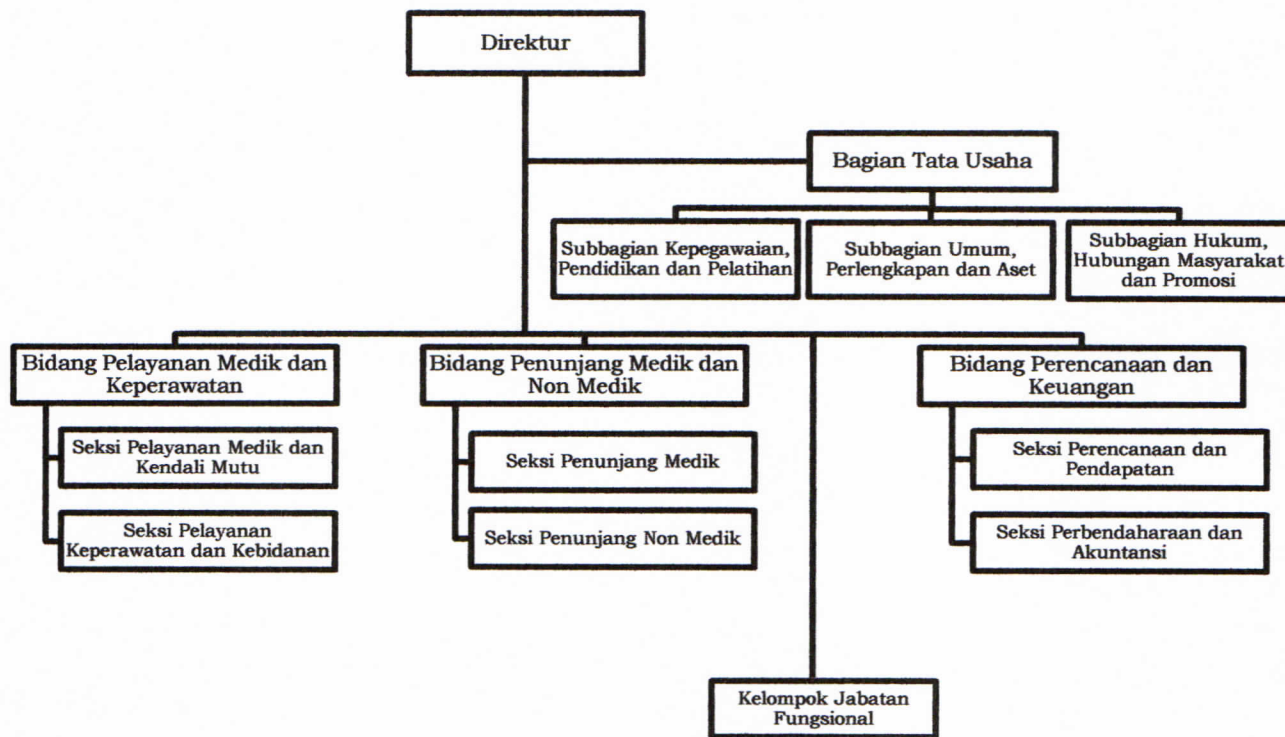 Direktur
Bagian Tata Usaha
Subbagian Kepegawaian,
Pendidikan dan Pelatihan
Subbagian Umum,
Perlengkapan dan Aset
Subbagian Hukum,
Hubungan Masyarakat
dan Promosi
Bidang Pelayanan Medik dan
Keperawatan
Bidang Penunjang Medik dan
Non Medik
Bidang Perencanaan dan
Keuangan
Seksi Pelayanan Medik dan
Kendali Mutu
Seksi Penunjang Medik
Seksi Perencanaan dan
Pendapatan
Seksi Pelayanan
Keperawatan dan Kebidanan
Seksi Penunjang Non Medik
Seksi Perbendaharaan dan
Akuntansi
Kelompok Jabatan
Fungsional